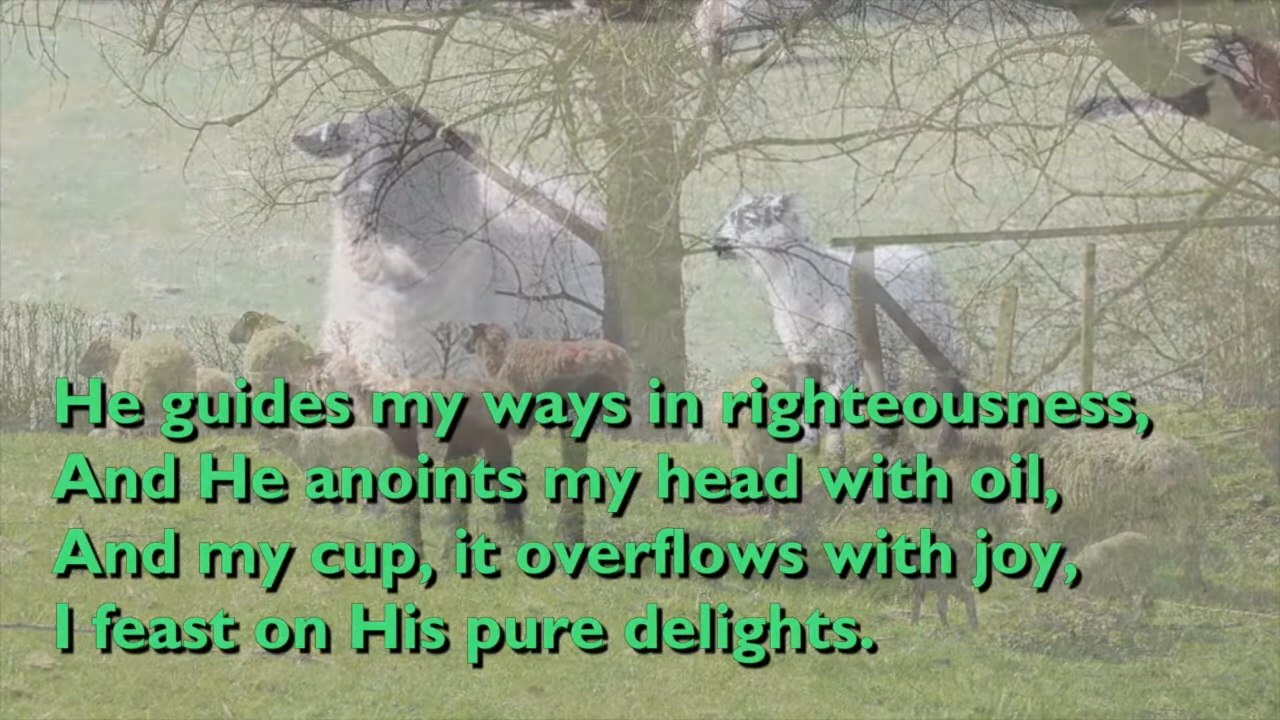 He guides my ways in righteousness,
And He anoints my head with oil,
And my cup, it overflows with joy,
I feast on His pure delights.